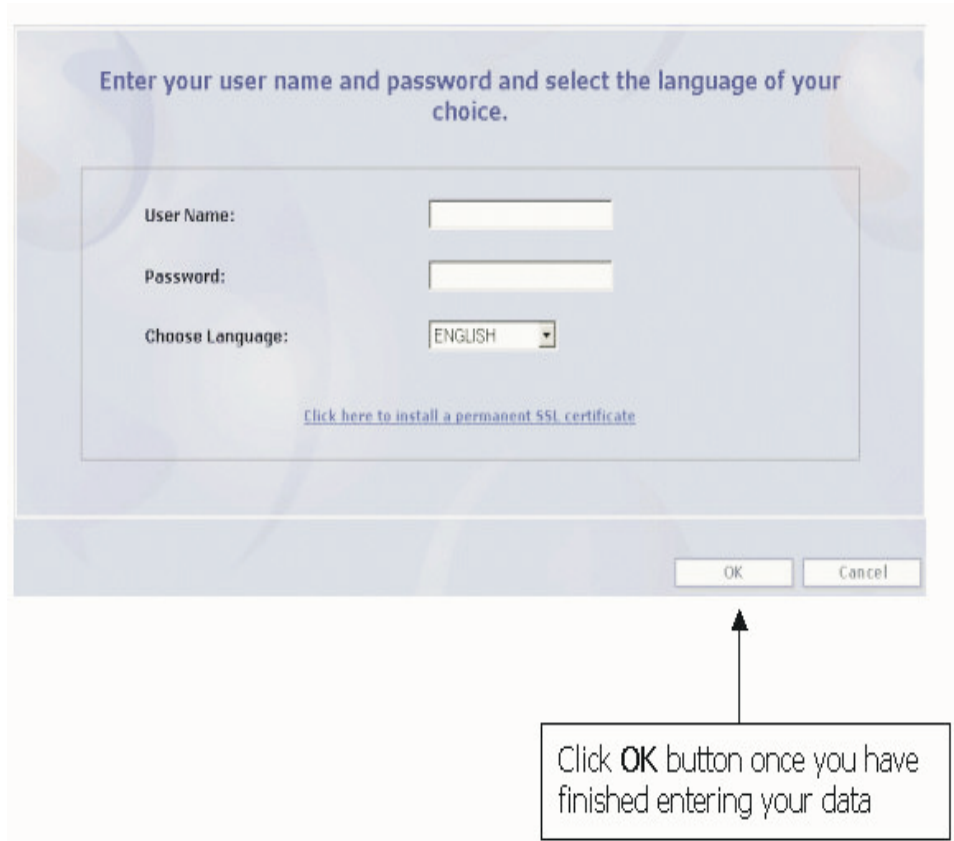 Enter your user name and password and select the language of your
choice.
User Name:
Password:
Choose Language:
ENGLISH
Click here to install a permanent SSL certificate
OK
Cancel
Click OK button once you have
finished entering your data